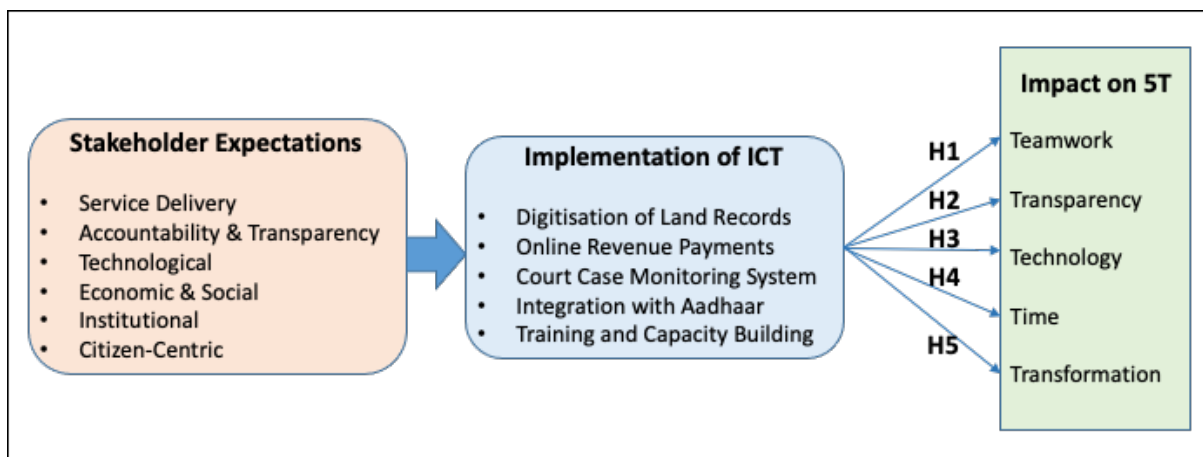 Stakeholder Expectations
• Service Delivery
• Accountability & Transparency
• Technological
• Economic & Social
• Institutional
• Citizen-Centric
Implementation of ICT
• Digitisation of Land Records
• Online Revenue Payments
• Court Case Monitoring System
• Integration with Aadhaar
• Training and Capacity Building
H1
H2
H3
H4
H5
Impact on 5T
Teamwork
Transparency
Technology
Time
Transformation